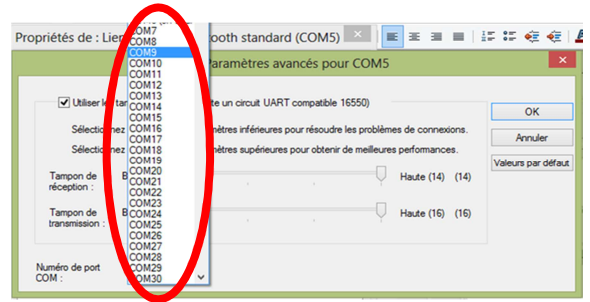 Propriétés de : Lie ooth standard (COM5)
aramètres avancés pour COM5
COM7
COM8
COM9
COM10
COM11
COM12
COM13
COM14
COM15
COM16
COM17
COM18
COM19
COM20
COM21
COM22
COM23
COM24
COM25
COM26
COM27
COM28
COM29
COM30
Utiliser le ta te un circuit UART compatible 16550)
Sélectionnez mètres inférieures pour résoudre les problèmes de connexions.
Sélectionnez mètres supérieures pour obtenir de meilleures performances.
Tampon de
réception : B Haute (14) (14)
Tampon de
transmission : B Haute (16) (16)
Numéro de port
COM :
OK
Annuler
Valeurs par défaut